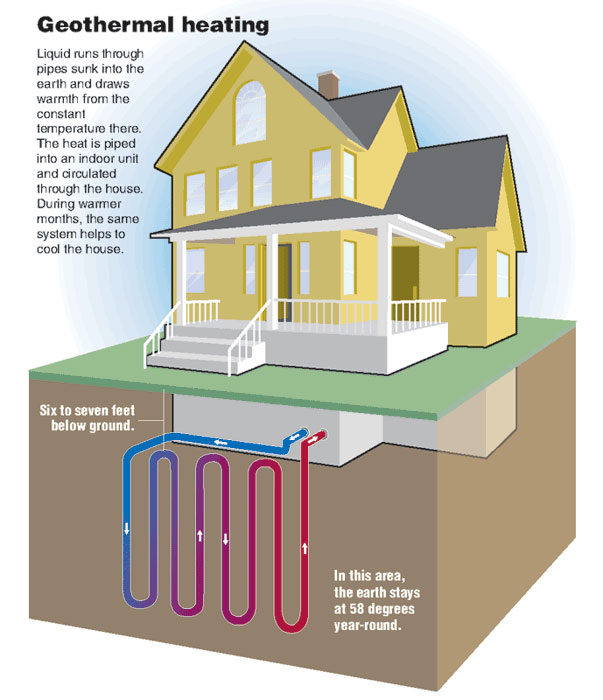 Geothermal heating
Liquid runs through
pipes sunk into the
earth and draws
warmth from the
constant
temperature there.
The heat is piped
into an indoor unit
and circulated
through the house.
During warmer
months, the same
system helps to
cool the house.
Six to seven feet
below ground.
In this area,
the earth stays
at 58 degrees
year-round.